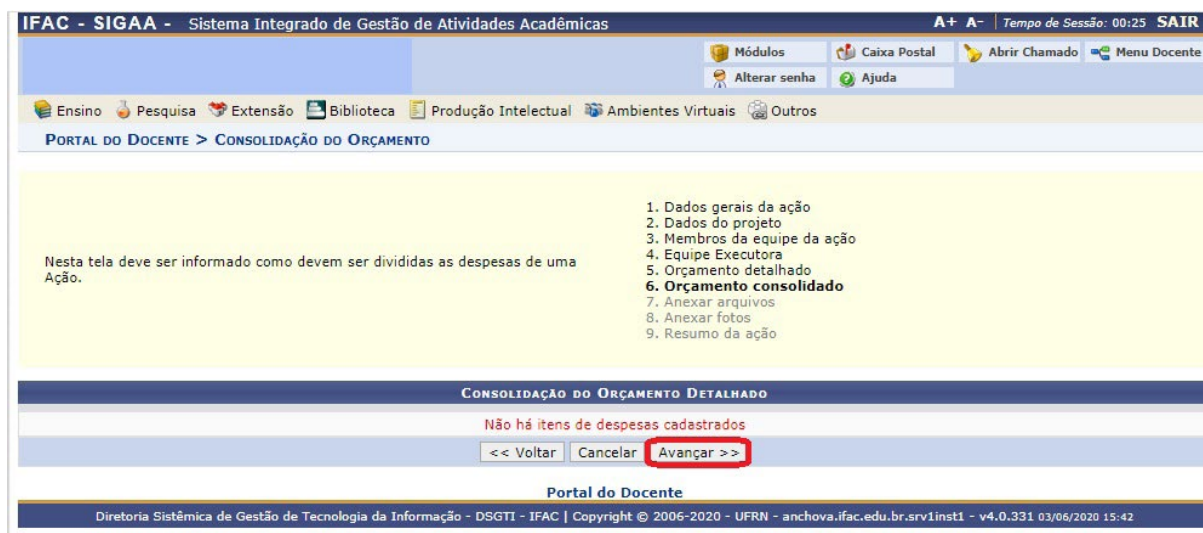 IFAC - SIGAA - Sistema Integrado de Gestão de Atividades Acadêmicas A+ A- | Tempo de Sessão: 00:25 SAIR
Módulos Caixa Postal Abrir Chamado Menu Docente
Alterar senha Ajuda
Ensino Pesquisa Extensão Biblioteca Produção Intelectual Ambientes Virtuais Outros
PORTAL DO DOCENTE > CONSOLIDAÇÃO DO ORÇAMENTO
Nesta tela deve ser informado como devem ser divididas as despesas de uma
Ação.
1. Dados gerais da ação
2. Dados do projeto
3. Membros da equipe da ação
4. Equipe Executora
5. Orçamento detalhado
6. Orçamento consolidado
7. Anexar arquivos
8. Anexar fotos
9. Resumo da ação
CONSOLIDAÇÃO DO ORÇAMENTO DETALHADO
Não há itens de despesas cadastrados
<< Voltar Cancelar Avançar >>
Portal do Docente
Diretoria Sistêmica de Gestão de Tecnologia da Informação - DSGTI - IFAC | Copyright © 2006-2020 - UFRN - anchova.ifac.edu.br.srv1inst1 - v4.0.331 03/06/2020 15:42